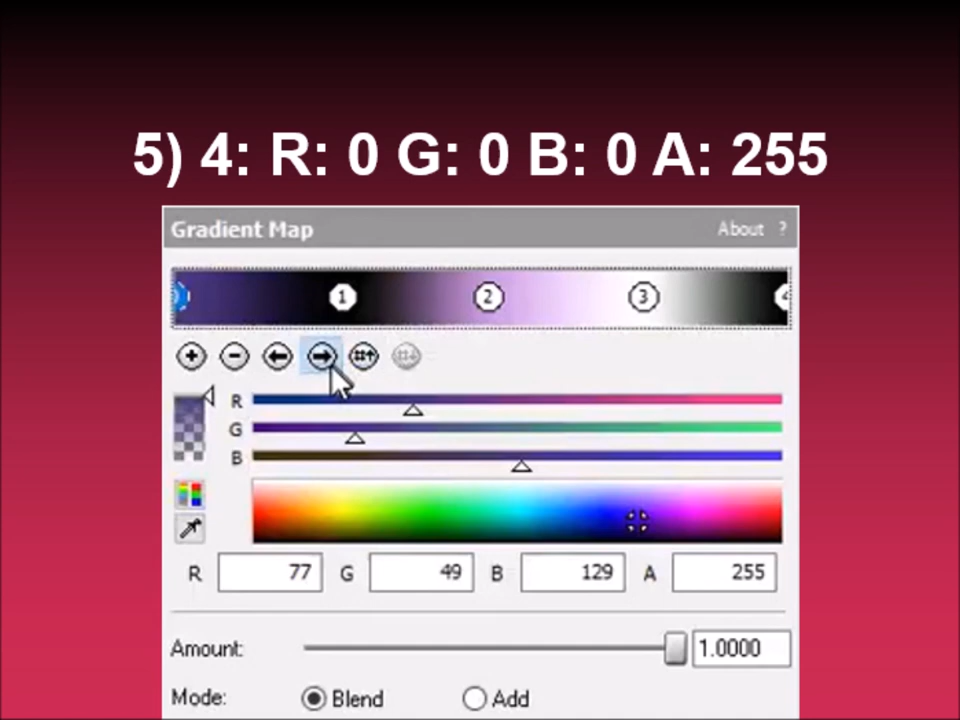 5) 4: R: 0 G: 0 B: 0 A: 255
Gradient Map About ?
1 2 3 4
R
G
B
R 77 G 49 B 129 A 255
Amount: 1.0000
Mode: Blend Add